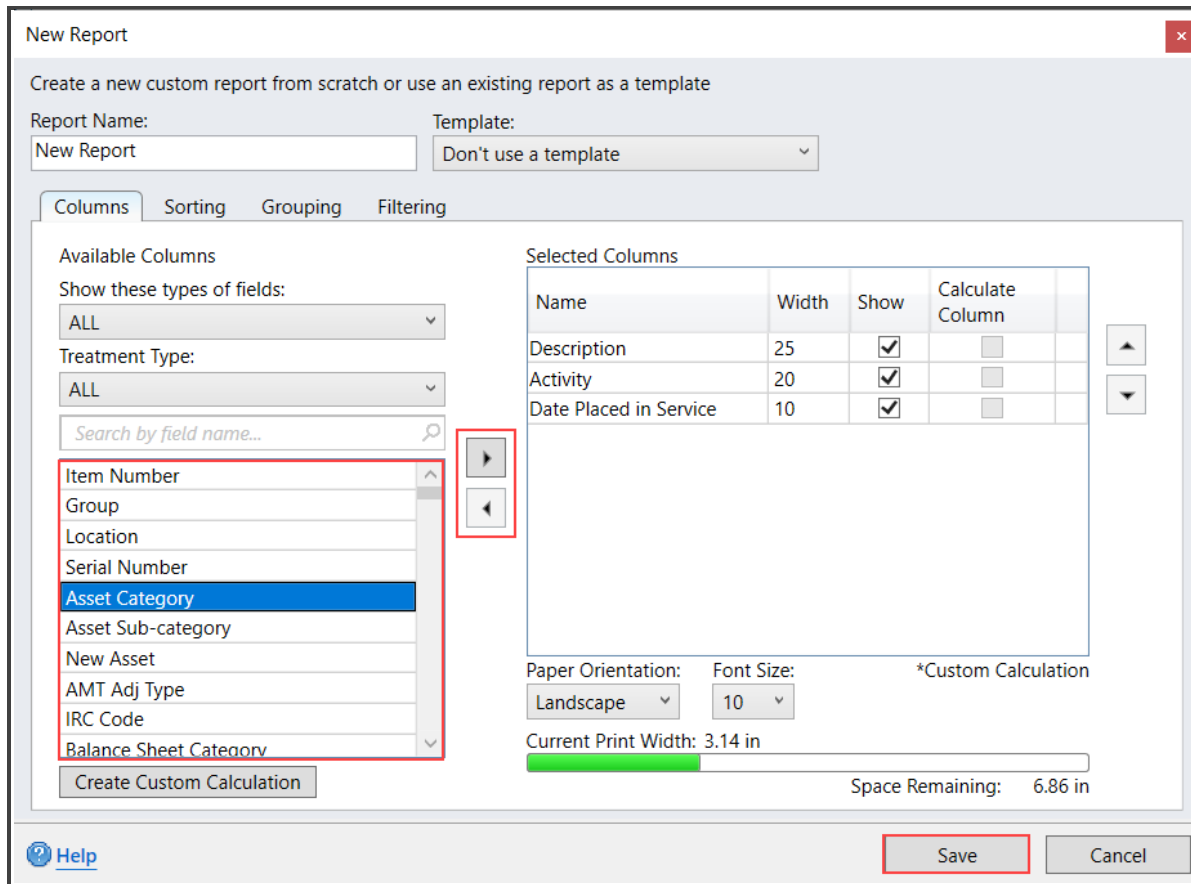 New Report
Create a new custom report from scratch or use an existing report as a template
Report Name:
Template:
New Report
Don't use a template
Columns
Sorting
Grouping
Filtering
Available Columns
Show these types of fields:
ALL
Treatment Type:
ALL
Search by field name...
Item Number
Group
Location
Serial Number
Asset Category
Asset Sub-category
New Asset
AMT Adj Type
IRC Code
Balance Sheet Category
Create Custom Calculation
Selected Columns
Name Width Show Calculate
Column
Description 25
Activity 20
Date Placed in Service 10
Paper Orientation: Font Size: *Custom Calculation
Landscape 10
Current Print Width: 3.14 in
Space Remaining: 6.86 in
Help
Save
Cancel